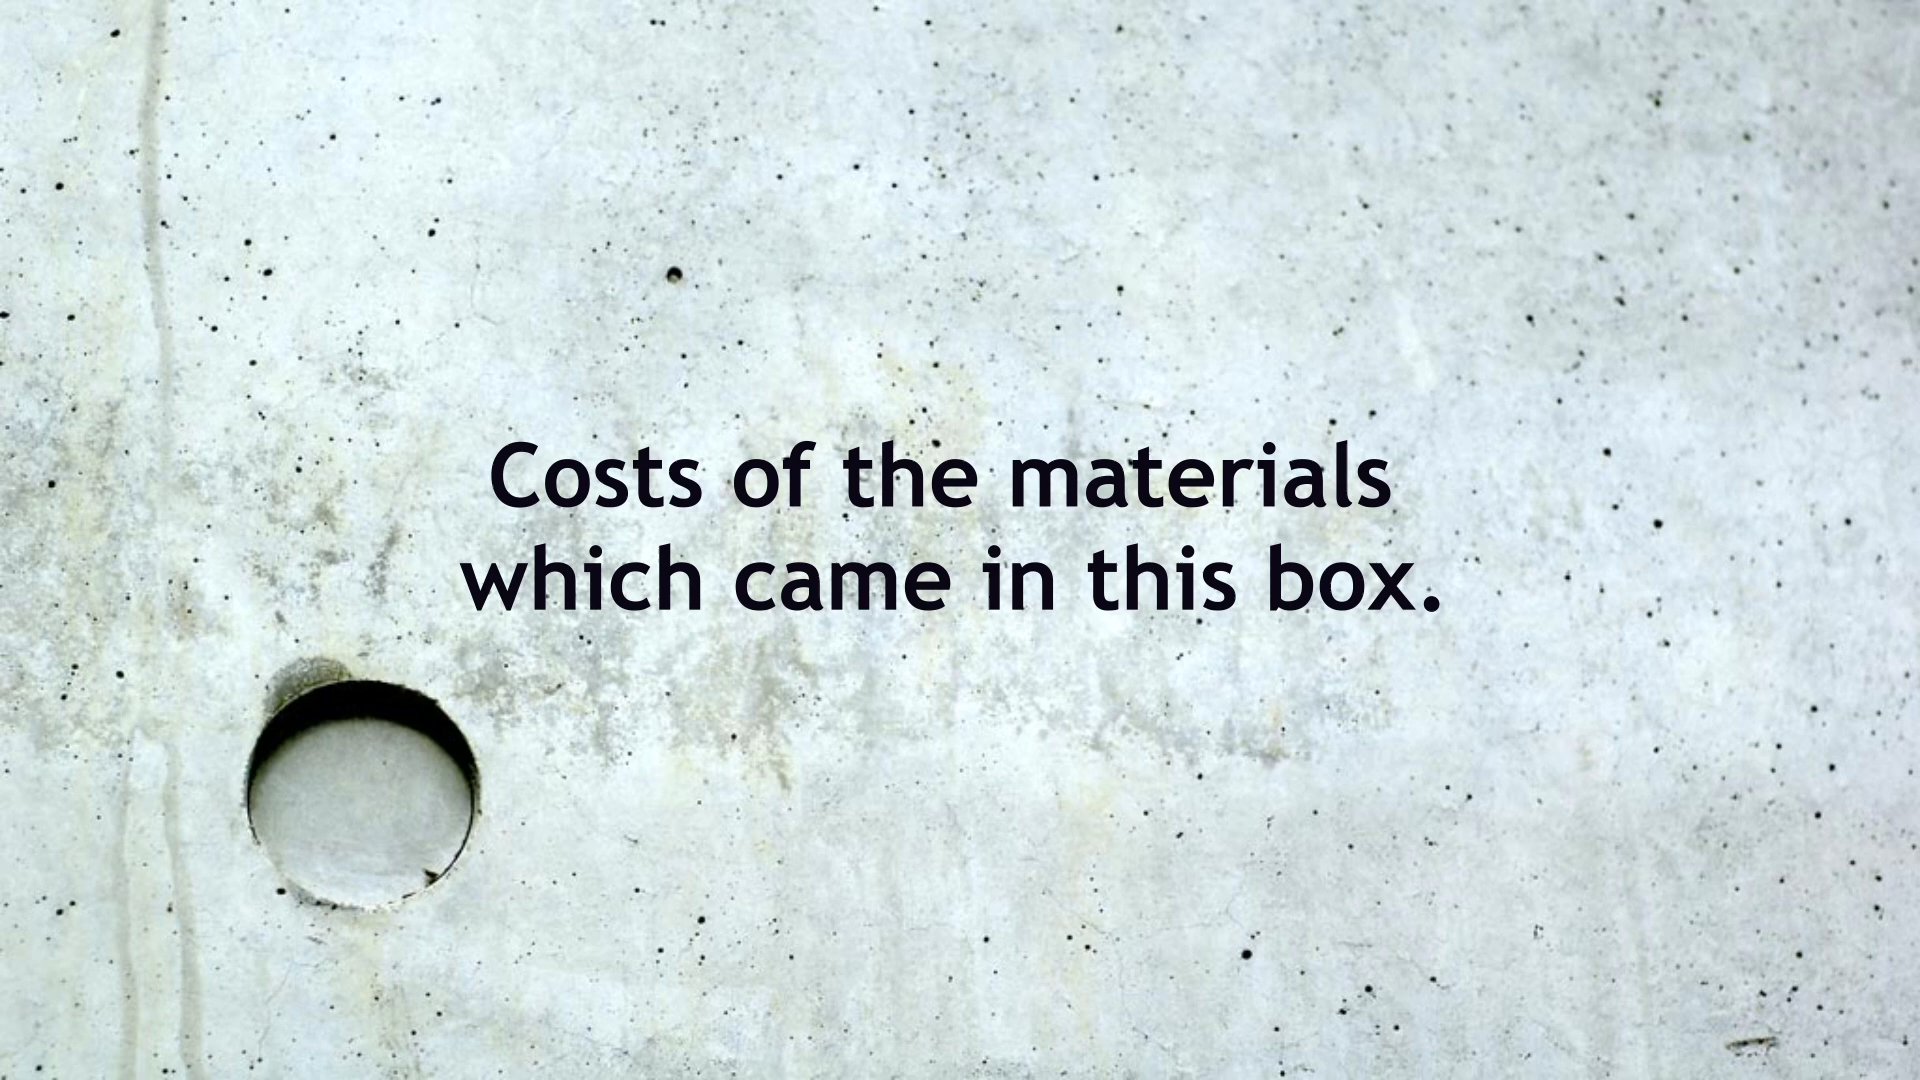 Costs of the materials
which came in this box.